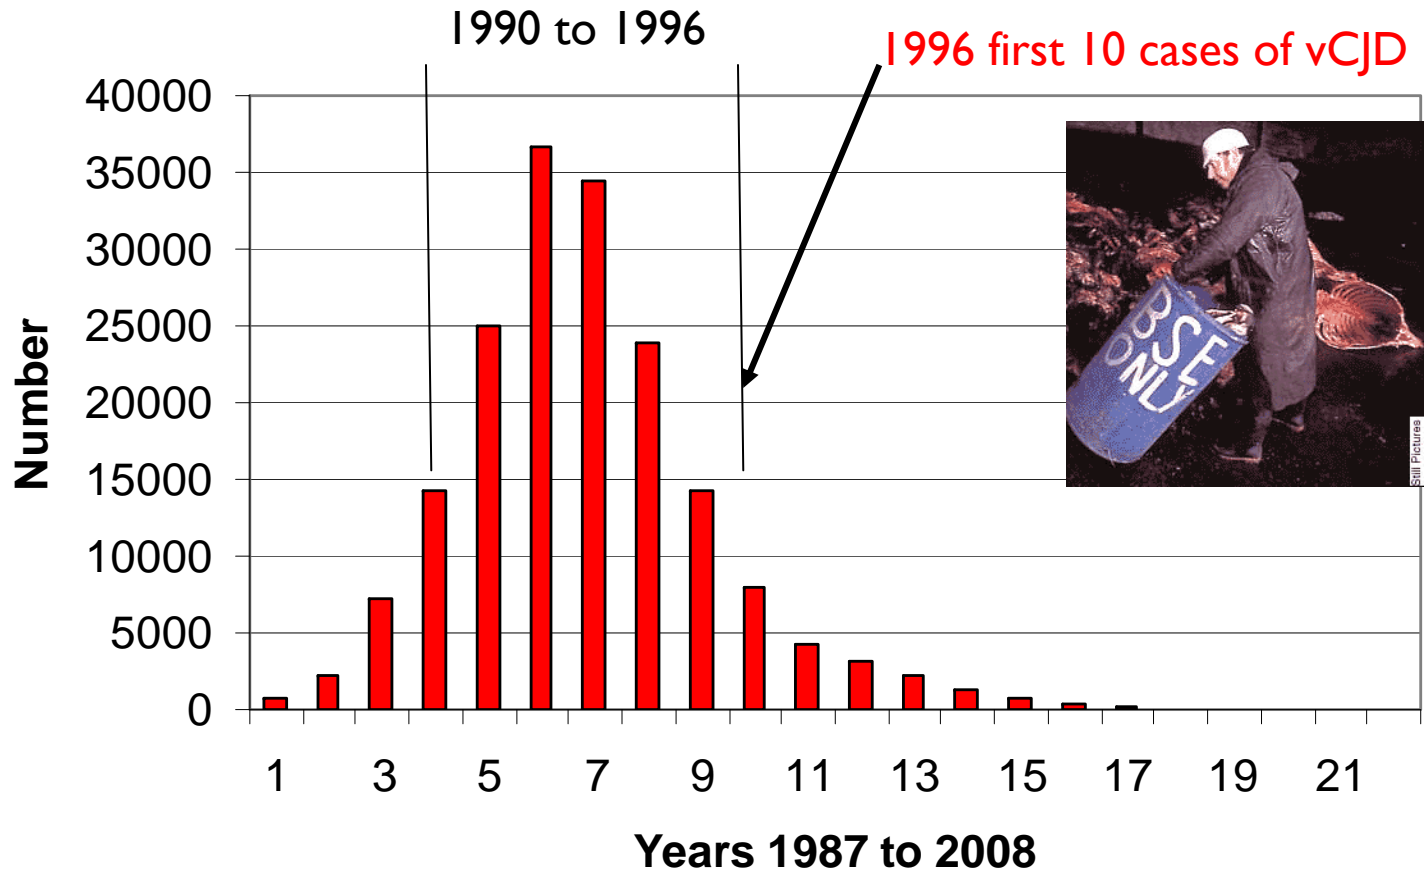 1990 to 1996
1996 first 10 cases of vCJD
40000
35000
30000
25000
20000
15000
10000
5000
0
Number
BSE
ONLY
Still Pictures
1 3 5 7 9 11 13 15 17 19 21
Years 1987 to 2008